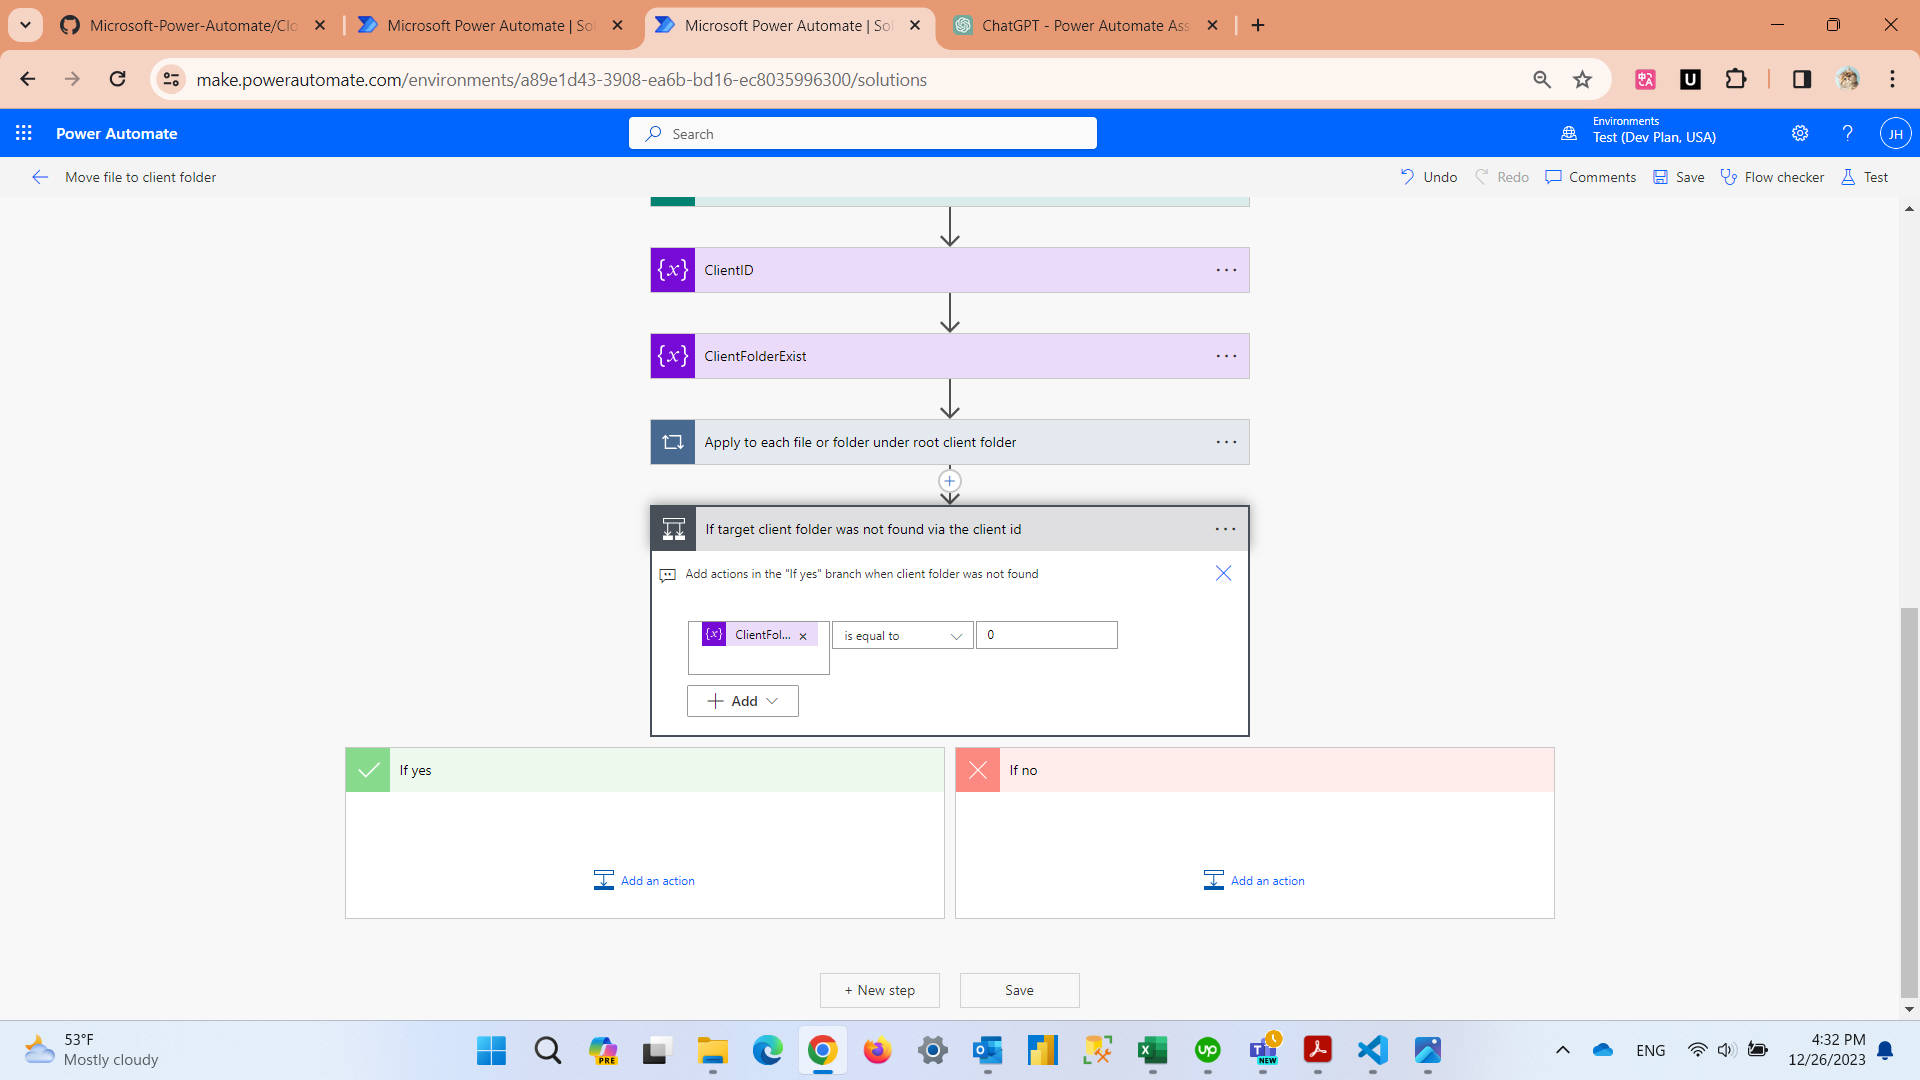 Microsoft-Power-Automate/Clo
Microsoft Power Automate | Sol
Microsoft Power Automate | Sol
ChatGPT - Power Automate Ass
make.powerautomate.com/environments/a89e1d43-3908-ea6b-bd16-ec8035996300/solutions
Power Automate
Search
Environments
Test (Dev Plan, USA)
JH
Move file to client folder
Undo
Redo
Comments
Save
Flow checker
Test
{x} ClientID
{x} ClientFolderExist
Apply to each file or folder under root client folder
If target client folder was not found via the client id
Add actions in the "If yes" branch when client folder was not found
{x} ClientFol...
is equal to
0
Add
If yes
If no
Add an action
Add an action
+ New step
Save
53°F
Mostly cloudy
PRE
up
NEW
ENG
4:32 PM
12/26/2023